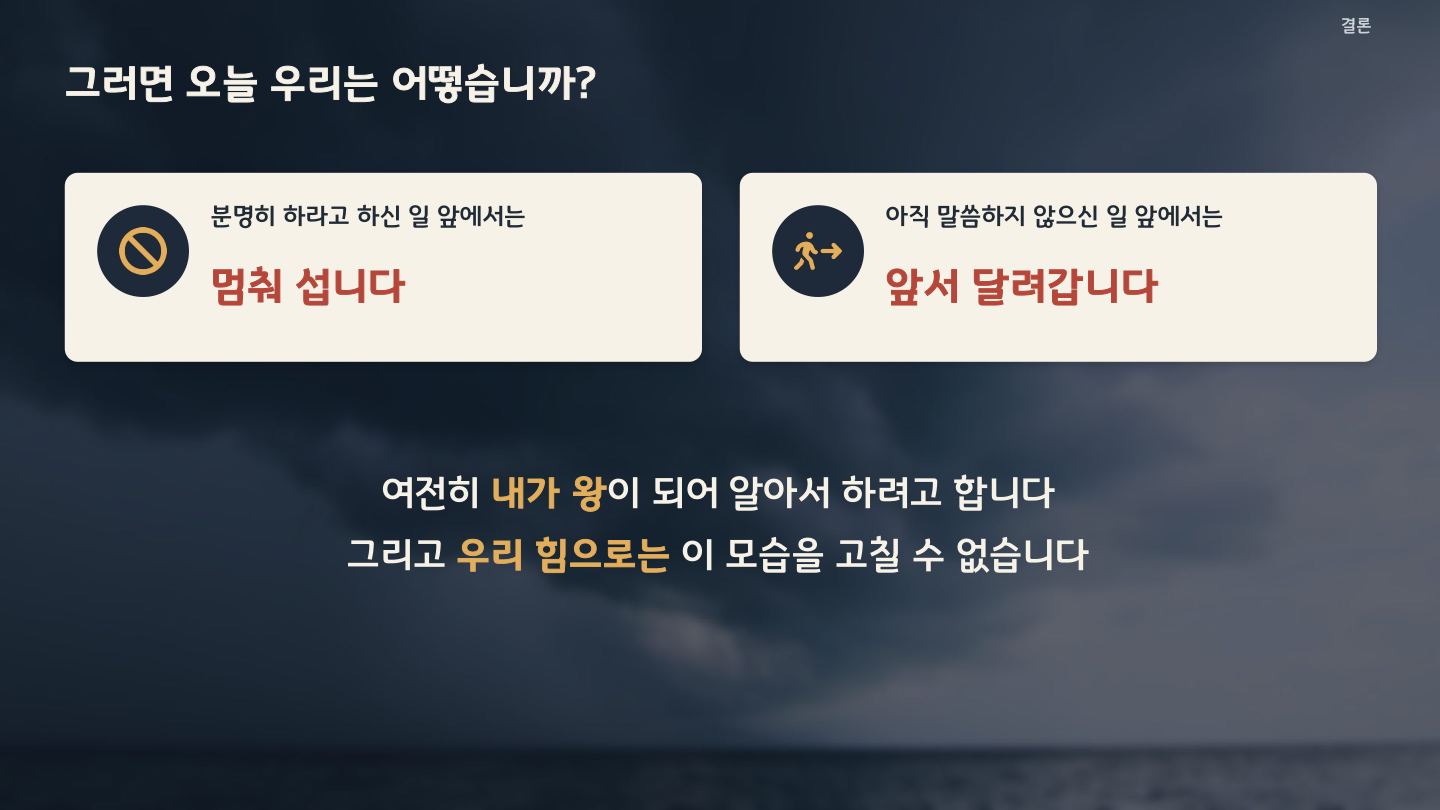 결론
그러면 오늘 우리는 어떻습니까?
분명히 하라고 하신 일 앞에서는
멈춰 섭니다
아직 말씀하지 않으신 일 앞에서는
앞서 달려갑니다
여전히 내가 왕이 되어 알아서 하려고 합니다
그리고 우리 힘으로는 이 모습을 고칠 수 없습니다